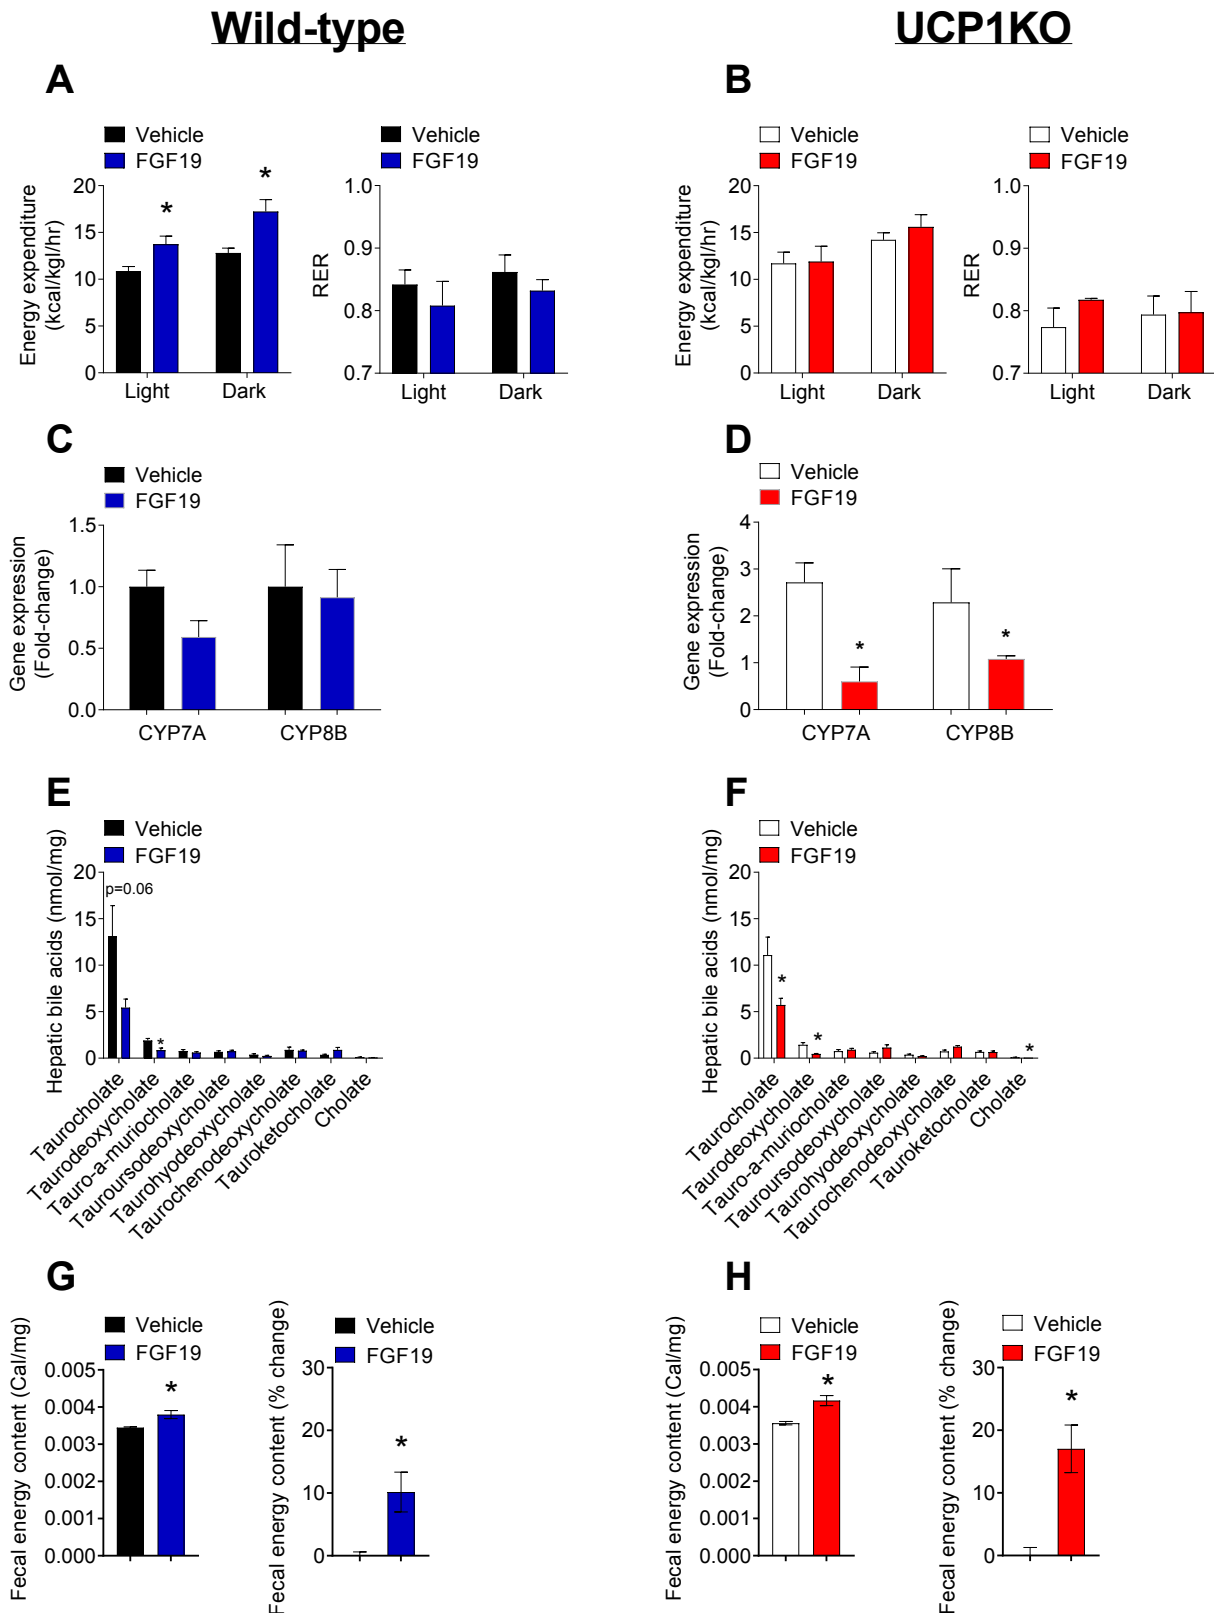 Wild-type
UCP1KO
A
Vehicle
FGF19
Energy expenditure
(kcal/kgl/hr)
20
15
10
5
0
*
*
Light
Dark
Vehicle
FGF19
RER
1.0
0.9
0.8
0.7
Light
Dark
B
Vehicle
FGF19
Energy expenditure
(kcal/kgl/hr)
20
15
10
5
0
Light
Dark
Vehicle
FGF19
RER
1.0
0.9
0.8
0.7
Light
Dark
C
Vehicle
FGF19
Gene expression
(Fold-change)
1.5
1.0
0.5
0.0
CYP7A
CYP8B
D
Vehicle
FGF19
Gene expression
(Fold-change)
4
3
2
1
0
*
*
CYP7A
CYP8B
E
Vehicle
FGF19
Hepatic bile acids (nmol/mg)
20
15
10
5
0
p=0.06
*
Taurocholate
Taurodeoxycholate
Tauro-a-muriocholate
Tauroursodeoxycholate
Taurohyodeoxycholate
Taurochenodeoxycholate
Tauroketocholate
Cholate
F
Vehicle
FGF19
Hepatic bile acids (nmol/mg)
20
15
10
5
0
*
*
*
Taurocholate
Taurodeoxycholate
Tauro-a-muriocholate
Tauroursodeoxycholate
Taurohyodeoxycholate
Taurochenodeoxycholate
Tauroketocholate
Cholate
G
Vehicle
FGF19
Fecal energy content (Cal/mg)
0.005
0.004
0.003
0.002
0.001
0.000
*
Vehicle
FGF19
Fecal energy content (% change)
30
20
10
0
*
H
Vehicle
FGF19
Fecal energy content (Cal/mg)
0.005
0.004
0.003
0.002
0.001
0.000
*
Vehicle
FGF19
Fecal energy content (% change)
30
20
10
0
*